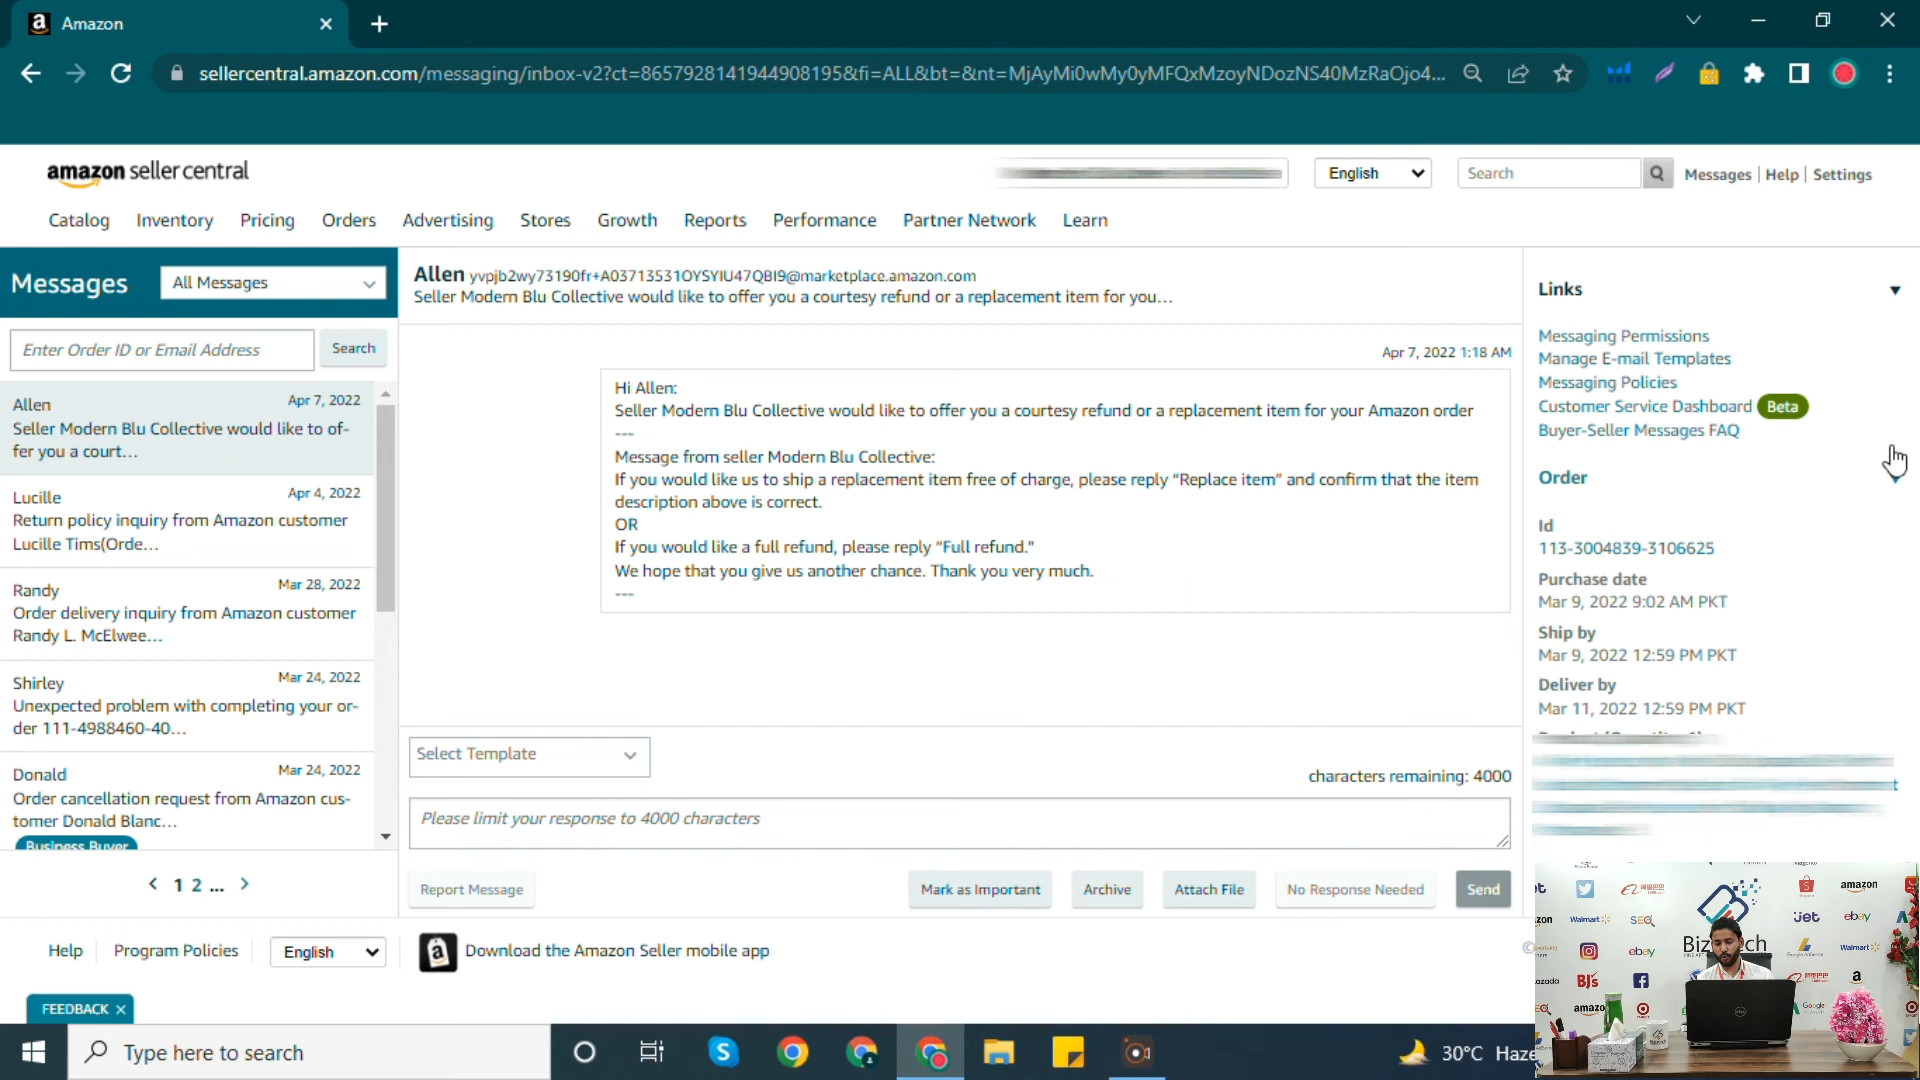 Amazon
sellercentral.amazon.com/messaging/inbox-v2?ct=8657928141944908195&fi=ALL&bt=&nt=MjAyMi0wMy0yMFQxMzoyNDozNS40MzRaOjo4...
amazon seller central
English
Search
Messages | Help | Settings
Catalog Inventory Pricing Orders Advertising Stores Growth Reports Performance Partner Network Learn
Messages
All Messages
Enter Order ID or Email Address
Search
Allen Apr 7, 2022
Seller Modern Blu Collective would like to of-
fer you a court...
Lucille Apr 4, 2022
Return policy inquiry from Amazon customer
Lucille Tims(Orde...
Randy Mar 28, 2022
Order delivery inquiry from Amazon customer
Randy L. McElwee...
Shirley Mar 24, 2022
Unexpected problem with completing your or-
der 111-4988460-40...
Donald Mar 24, 2022
Order cancellation request from Amazon cus-
tomer Donald Blanc...
Business Buyer
1 2 ...
Allen yvpjb2wy73190fr+A03713531OYSYIU47QBI9@marketplace.amazon.com
Seller Modern Blu Collective would like to offer you a courtesy refund or a replacement item for you...
Apr 7, 2022 1:18 AM
Hi Allen:
Seller Modern Blu Collective would like to offer you a courtesy refund or a replacement item for your Amazon order
---
Message from seller Modern Blu Collective:
If you would like us to ship a replacement item free of charge, please reply “Replace item” and confirm that the item
description above is correct.
OR
If you would like a full refund, please reply “Full refund.”
We hope that you give us another chance. Thank you very much.
---
Select Template
characters remaining: 4000
Please limit your response to 4000 characters
Report Message
Mark as Important
Archive
Attach File
No Response Needed
Send
Links
Messaging Permissions
Manage E-mail Templates
Messaging Policies
Customer Service Dashboard Beta
Buyer-Seller Messages FAQ
Order
Id
113-3004839-3106625
Purchase date
Mar 9, 2022 9:02 AM PKT
Ship by
Mar 9, 2022 12:59 PM PKT
Deliver by
Mar 11, 2022 12:59 PM PKT
Help
Program Policies
English
Download the Amazon Seller mobile app
FEEDBACK
Type here to search
30°C Haze
amazon
Walmart
SEO
Jet
ebay
ebay
Walmart
BJ's
amazo